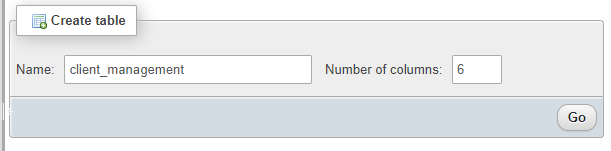 Create table
Name: client_management Number of columns: 6
Go